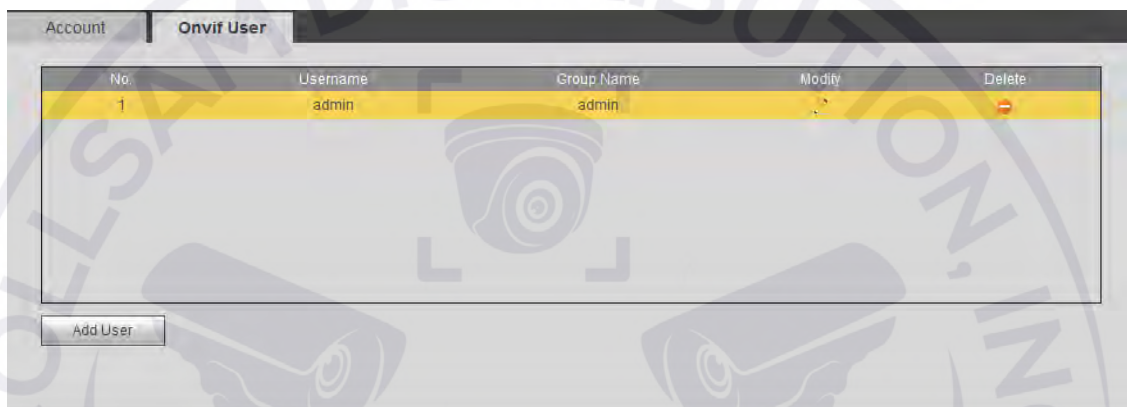 Account Onvif User
No. Username Group Name Modify Delete
1 admin admin
Add User